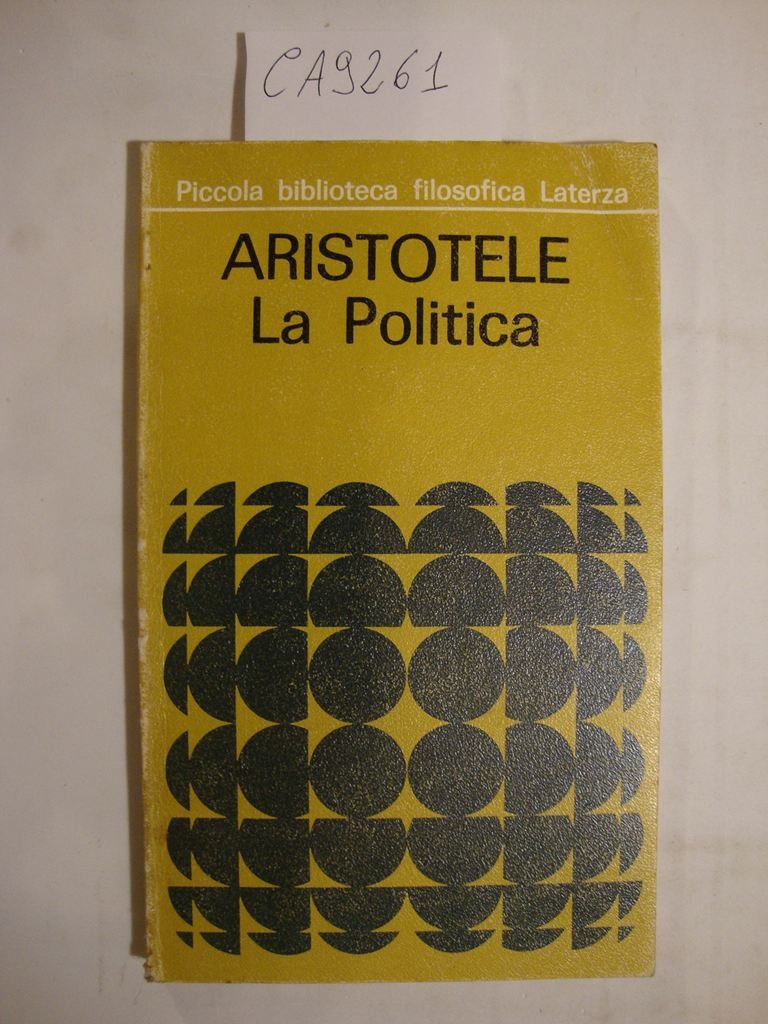 CA9261
Piccola biblioteca filosofica Laterza
ARISTOTELE
La Politica